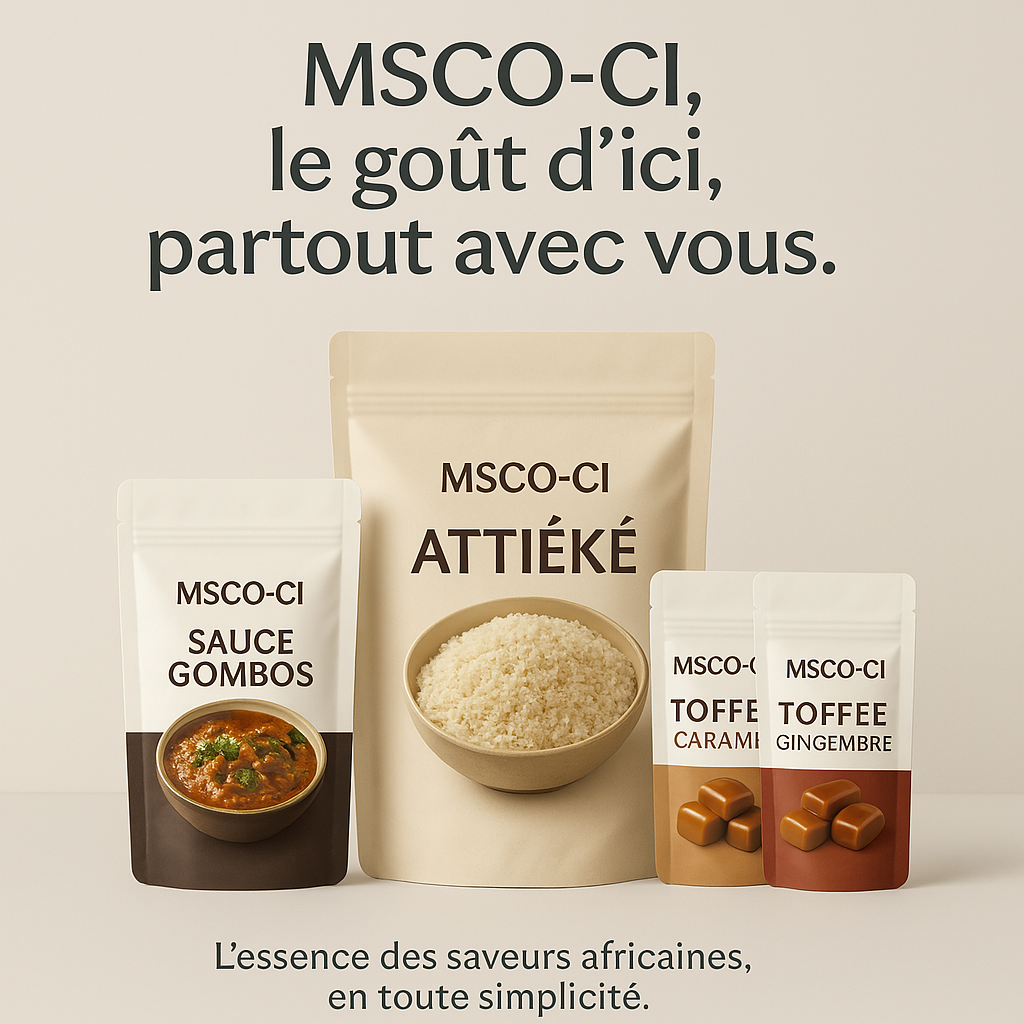 MSCO-CI,
le goût d’ici,
partout avec vous.
MSCO-CI
SAUCE
GOMBOS
MSCO-CI
ATTIÉKÉ
MSCO-C
TOFFE
CARAME
MSCO-CI
TOFFEE
GINGEMBRE
L’essence des saveurs africaines,
en toute simplicité.